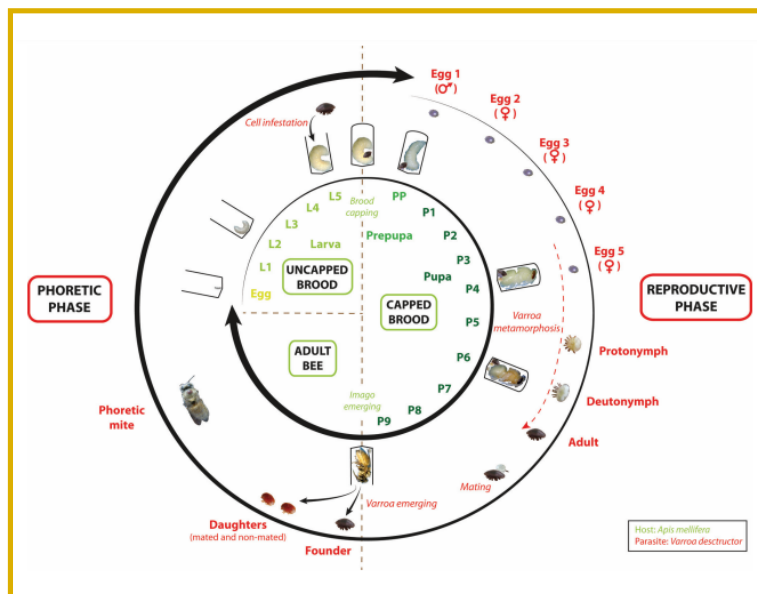 Egg 1
(♂)
Egg 2
(♀)
Egg 3
(♀)
Egg 4
(♀)
Egg 5
(♀)
Cell infestation
L5
L4
L3
L2
L1
Egg
Larva
Brood
capping
PP
Prepupa
P1
P2
P3
Pupa
P4
P5
P6
P7
P8
P9
UNCAPPED
BROOD
CAPPED
BROOD
ADULT
BEE
PHORETIC
PHASE
REPRODUCTIVE
PHASE
Varroa
metamorphosis
Protonymph
Deutonymph
Adult
Mating
Imago
emerging
Phoretic
mite
Varroa emerging
Daughters
(mated and non-mated)
Founder
Host: Apis mellifera
Parasite: Varroa desctructor